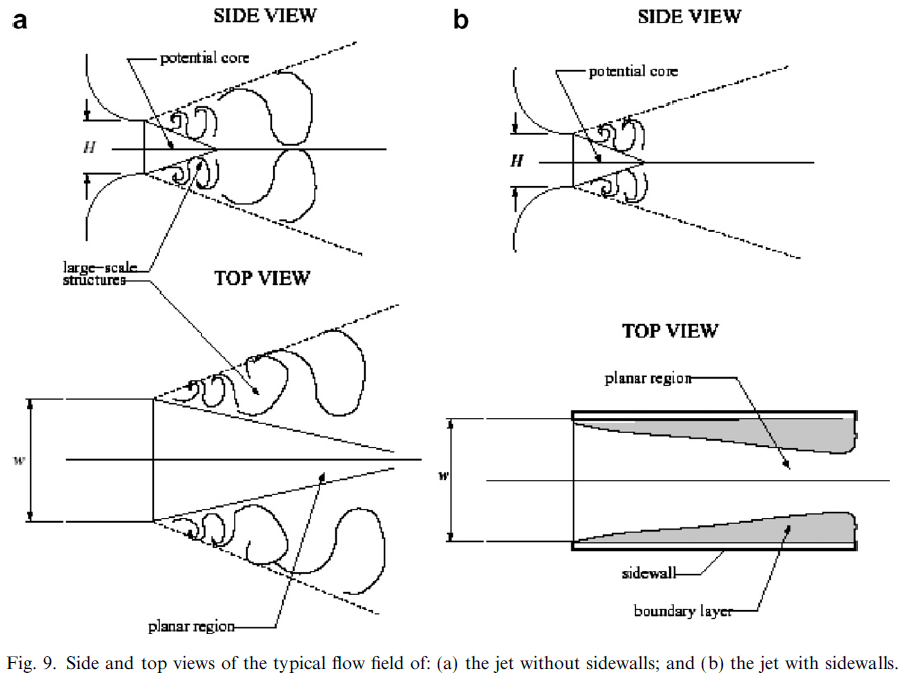 a
SIDE VIEW
potential core
H
large-scale
structures
TOP VIEW
w
planar region
b
SIDE VIEW
potential core
H
TOP VIEW
planar region
w
sidewall
boundary layer
Fig. 9. Side and top views of the typical flow field of: (a) the jet without sidewalls; and (b) the jet with sidewalls.